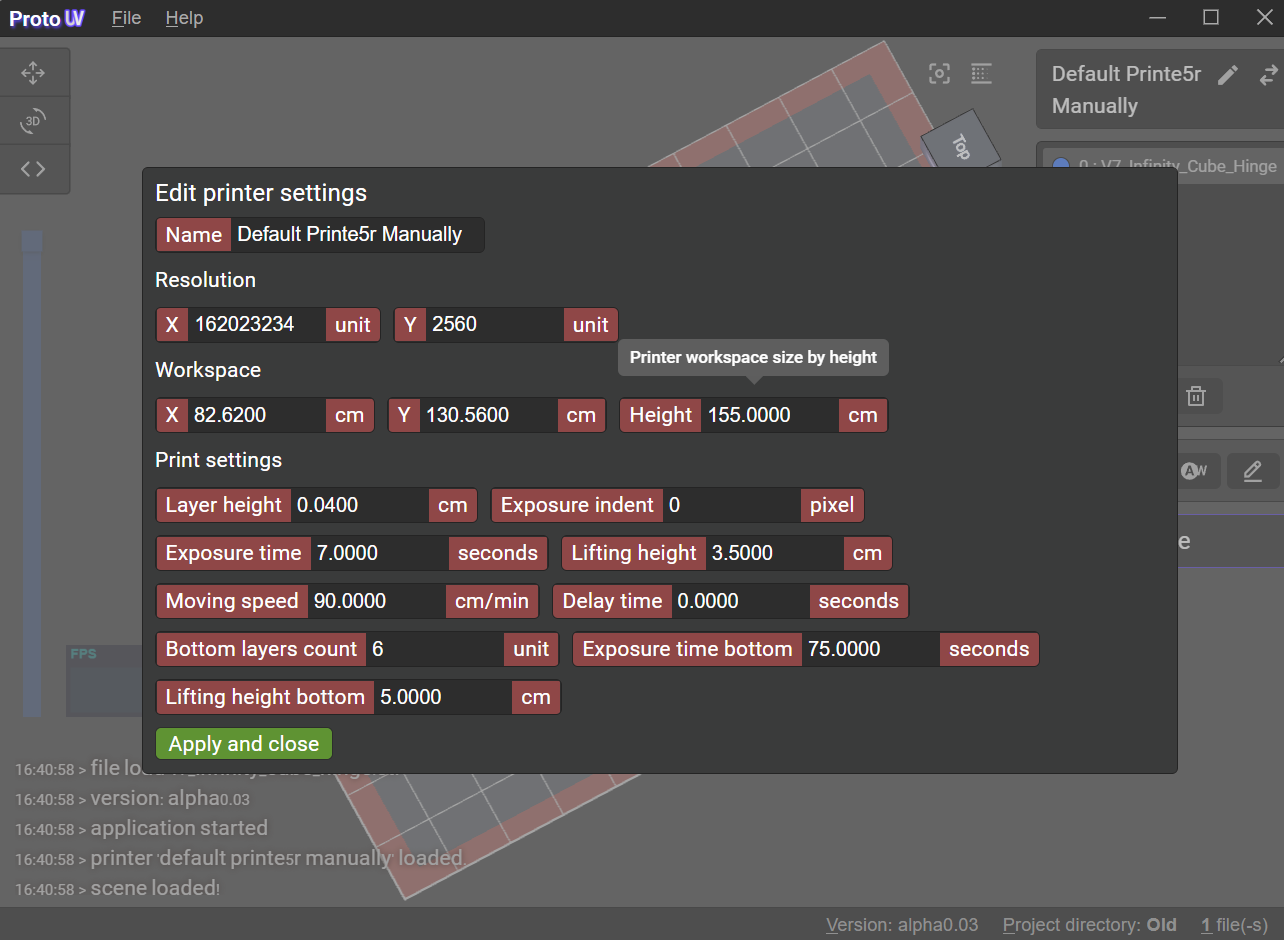 Proto UV File Help
3D
Default Printe5r
Manually
Top
0 : V7_Infinity_Cube_Hinge
Edit printer settings
Name Default Printe5r Manually
Resolution
X 162023234 unit Y 2560 unit
Printer workspace size by height
Workspace
X 82.6200 cm Y 130.5600 cm Height 155.0000 cm
Print settings
Layer height 0.0400 cm Exposure indent 0 pixel
AW
Exposure time 7.0000 seconds Lifting height 3.5000 cm
e
Moving speed 90.0000 cm/min Delay time 0.0000 seconds
Bottom layers count 6 unit Exposure time bottom 75.0000 seconds
FPS
Lifting height bottom 5.0000 cm
Apply and close
16:40:58 > file
16:40:58 > version: alpha0.03
16:40:58 > application started
16:40:58 > printer 'default printe5r manually' loaded.
16:40:58 > scene loaded!
Version: alpha0.03 Project directory: Old 1 file(-s)